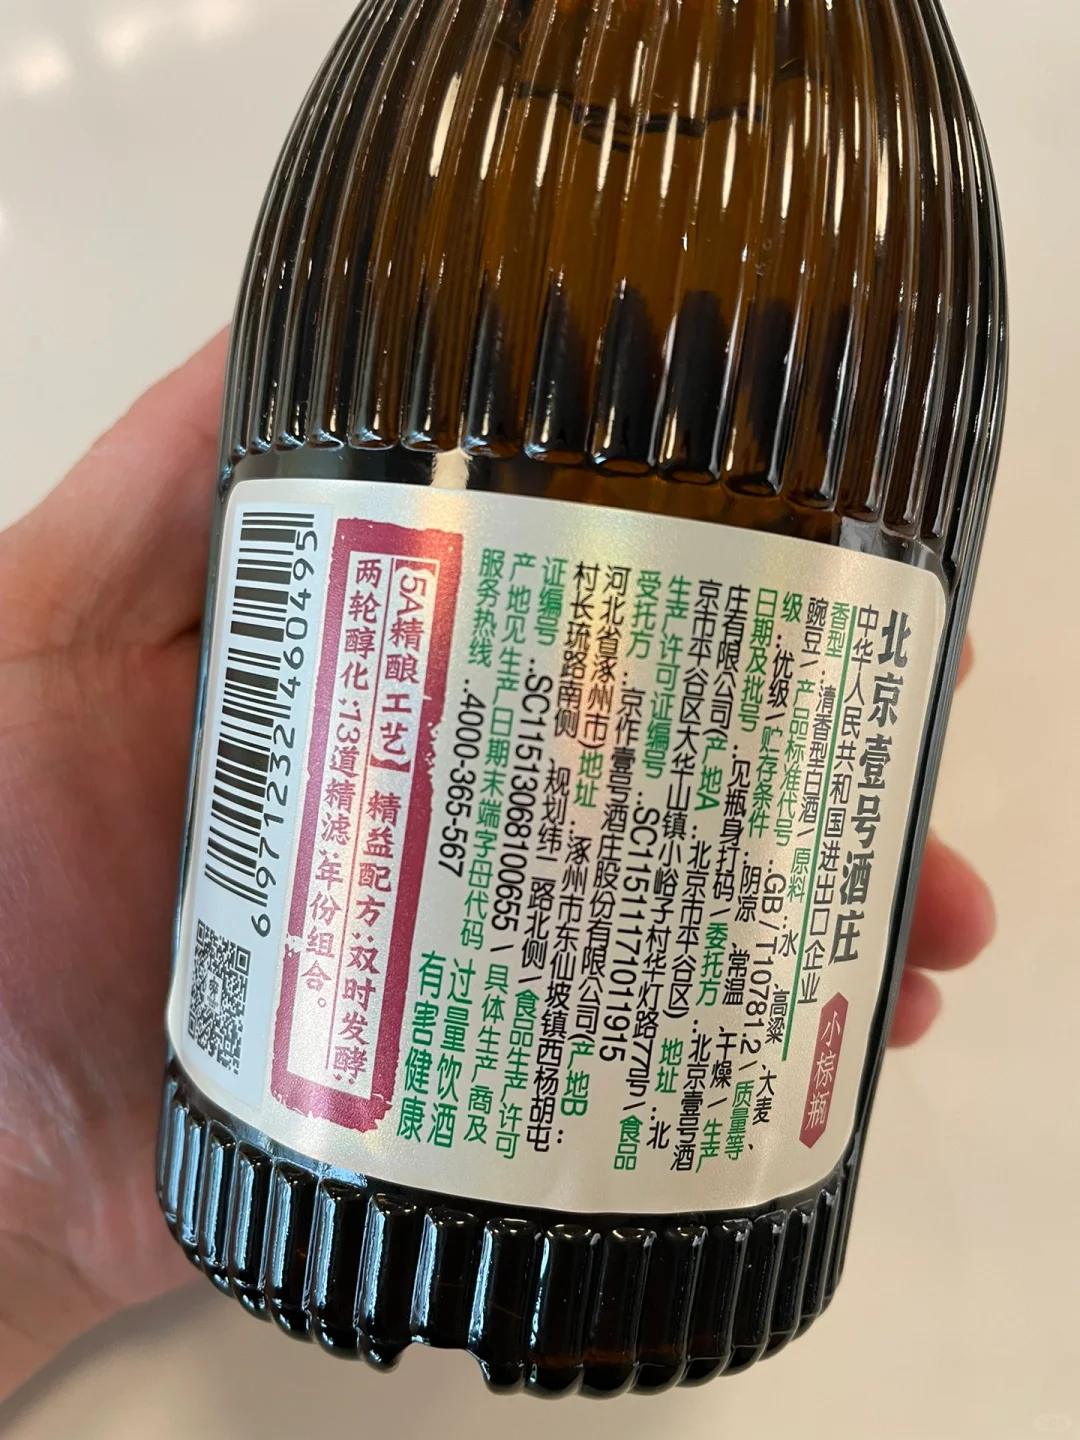 北京壹号酒庄
小棕瓶
中华人民共和国进出口企业
香型：清香型白酒/原料：水、高粱、大麦、
豌豆/产品标准代号：GB/T10781.2/质量等
级：优级/贮存条件：阴凉、常温、干燥/生产
日期及批号：见瓶身打码/委托方：北京壹号酒
庄有限公司(产地A：北京市平谷区) 地址：北
京市平谷区大华山镇小峪子村华灯路77号/食品
生产许可证编号：SC11511171011915
受托方：京作壹号酒庄股份有限公司(产地B：
河北省涿州市)地址：涿州市东仙坡镇西杨胡屯
村长琉路南侧、规划纬一路北侧/食品生产许可
证编号：SC11513068100655/具体生产商及
产地见生产日期末端字母代码
服务热线：4000-365-567
过量饮酒
有害健康
【5A精酿工艺】精益配方：双时发酵：
两轮醇化：13道精滤：年份组合。
6971232460495